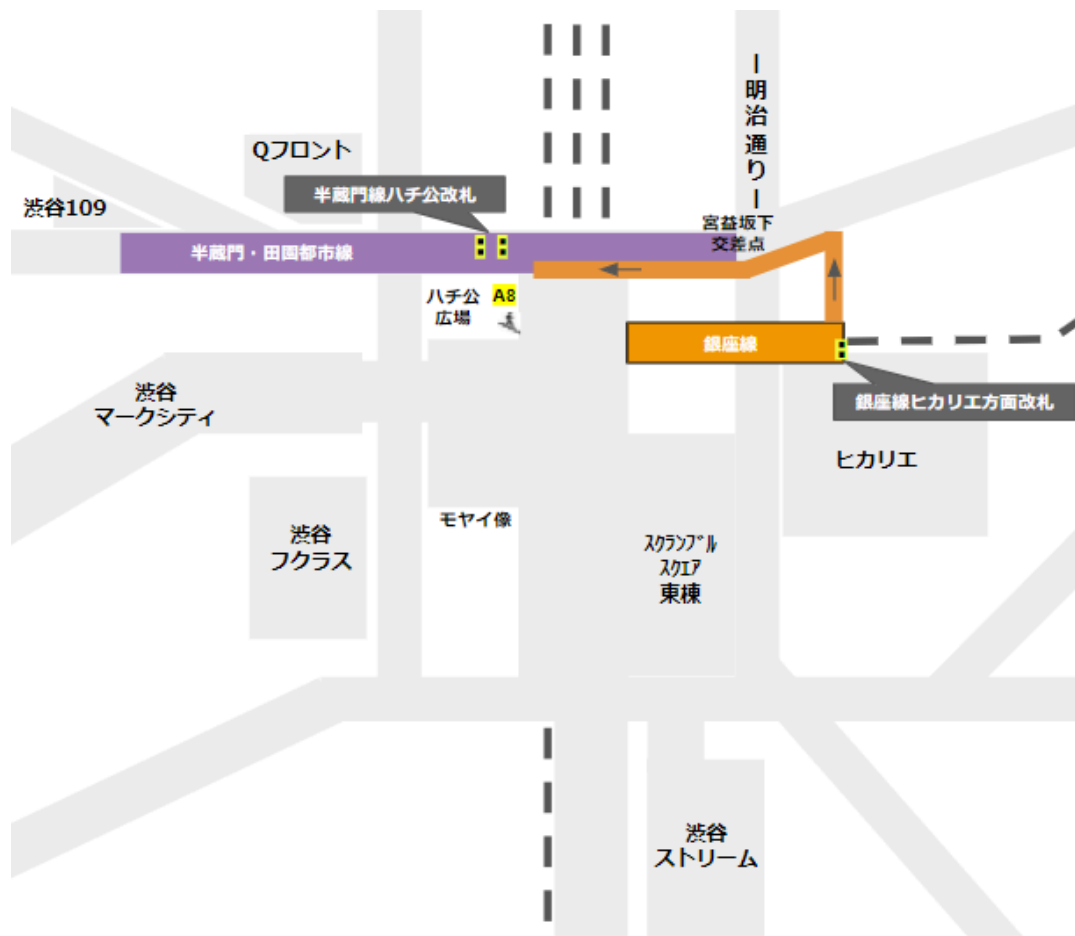 ー明治通りー
Qフロント
半蔵門線ハチ公改札
渋谷109
宮益坂下
交差点
半蔵門・田園都市線
ハチ公
広場
A8
銀座線
渋谷
マークシティ
銀座線ヒカリエ方面改札
ヒカリエ
モヤイ像
渋谷
フクラス
スクランブル
スクエア
東棟
渋谷
ストリーム